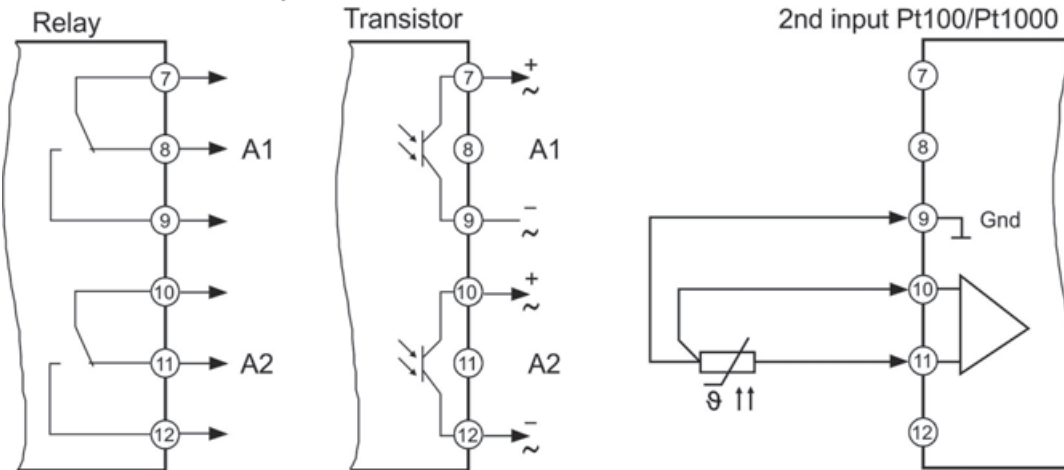 Relay
7
8 A1
9
10
11 A2
12
Transistor
+
7 ~
8 A1
−
9 ~
+
10 ~
11 A2
−
12 ~
2nd input Pt100/Pt1000
7
8
9 Gnd
10
11
ϑ ↑↑
12